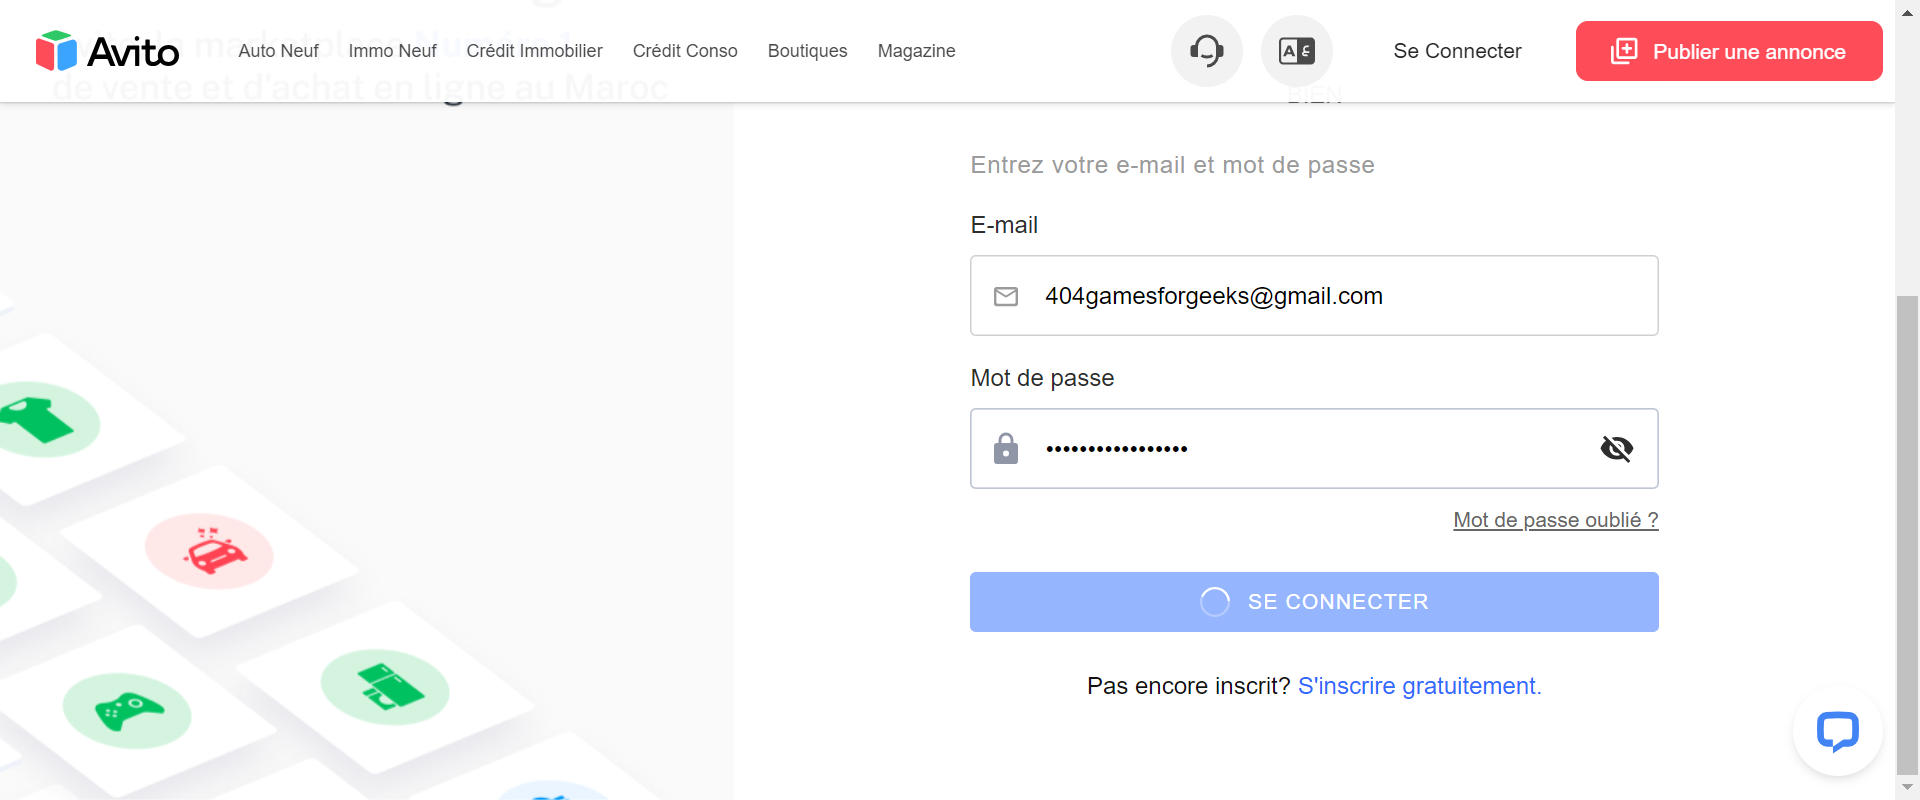 Avito
Auto Neuf
Immo Neuf
Crédit Immobilier
Crédit Conso
Boutiques
Magazine
Se Connecter
Publier une annonce
de vente et d'achat en ligne au Maroc
BIEN
Entrez votre e-mail et mot de passe
E-mail
404gamesforgeeks@gmail.com
Mot de passe
•••••••••••••••••
Mot de passe oublié ?
SE CONNECTER
Pas encore inscrit? S'inscrire gratuitement.